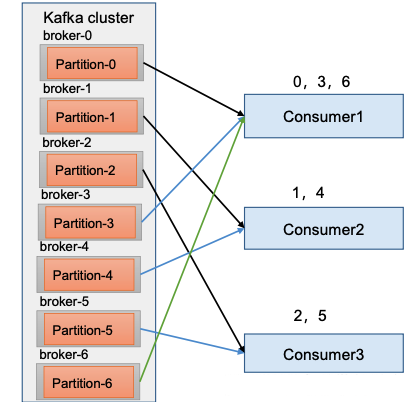 Kafka cluster
broker-0
Partition-0
broker-1
Partition-1
broker-2
Partition-2
broker-3
Partition-3
broker-4
Partition-4
broker-5
Partition-5
broker-6
Partition-6
0, 3, 6
Consumer1
1, 4
Consumer2
2, 5
Consumer3